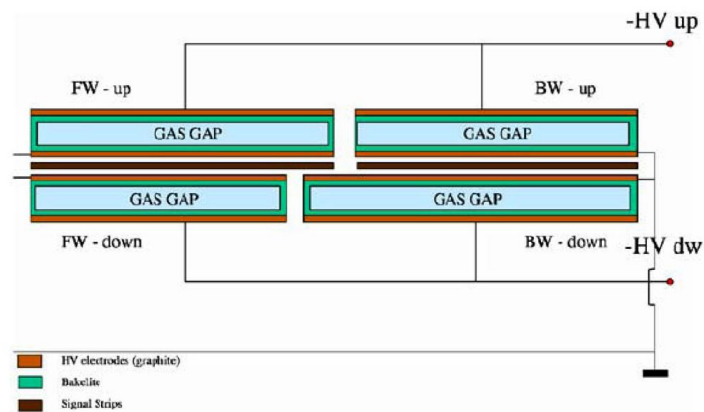 -HV up
FW - up
BW - up
GAS GAP
GAS GAP
GAS GAP
GAS GAP
FW - down
BW - down
-HV dw
HV electrodes (graphite)
Bakelite
Signal Strips